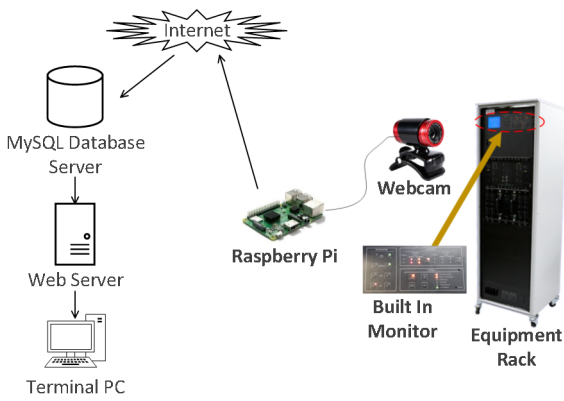 Internet
MySQL Database
Server
Webcam
Raspberry Pi
Web Server
Built In
Monitor
Equipment
Rack
Terminal PC